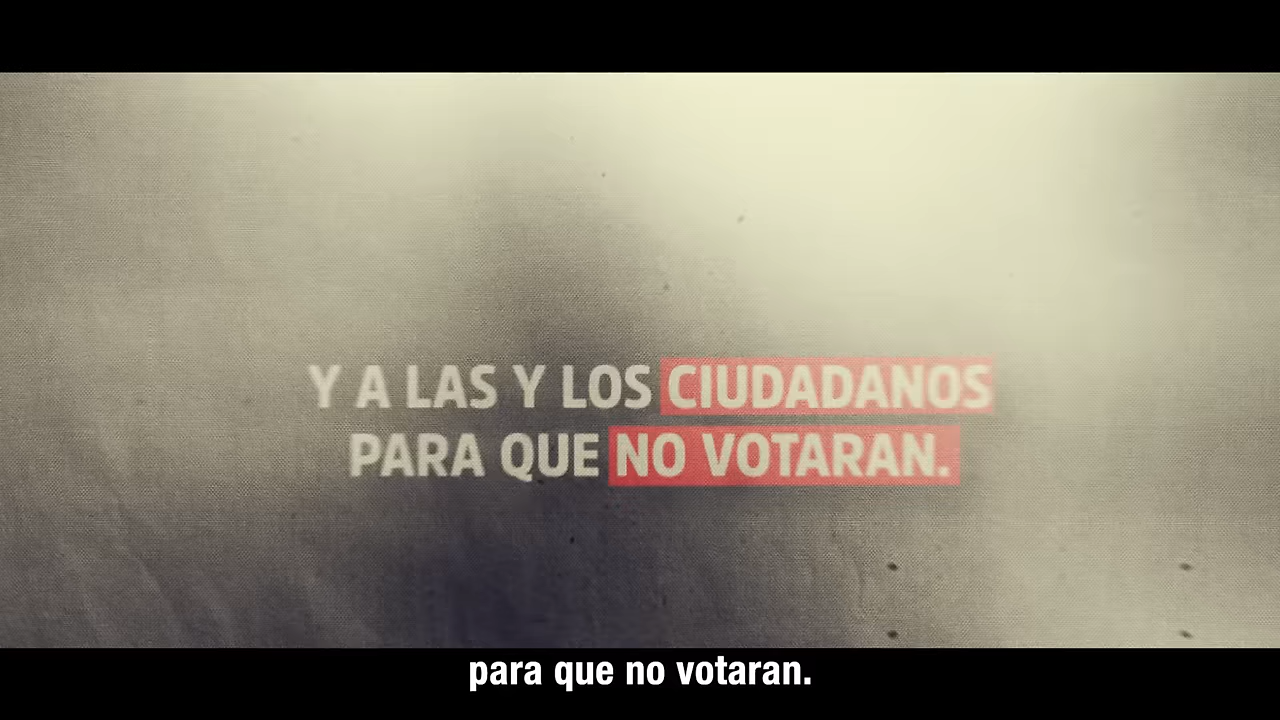 Y A LAS Y LOS CIUDADANOS
PARA QUE NO VOTARAN.
para que no votaran.